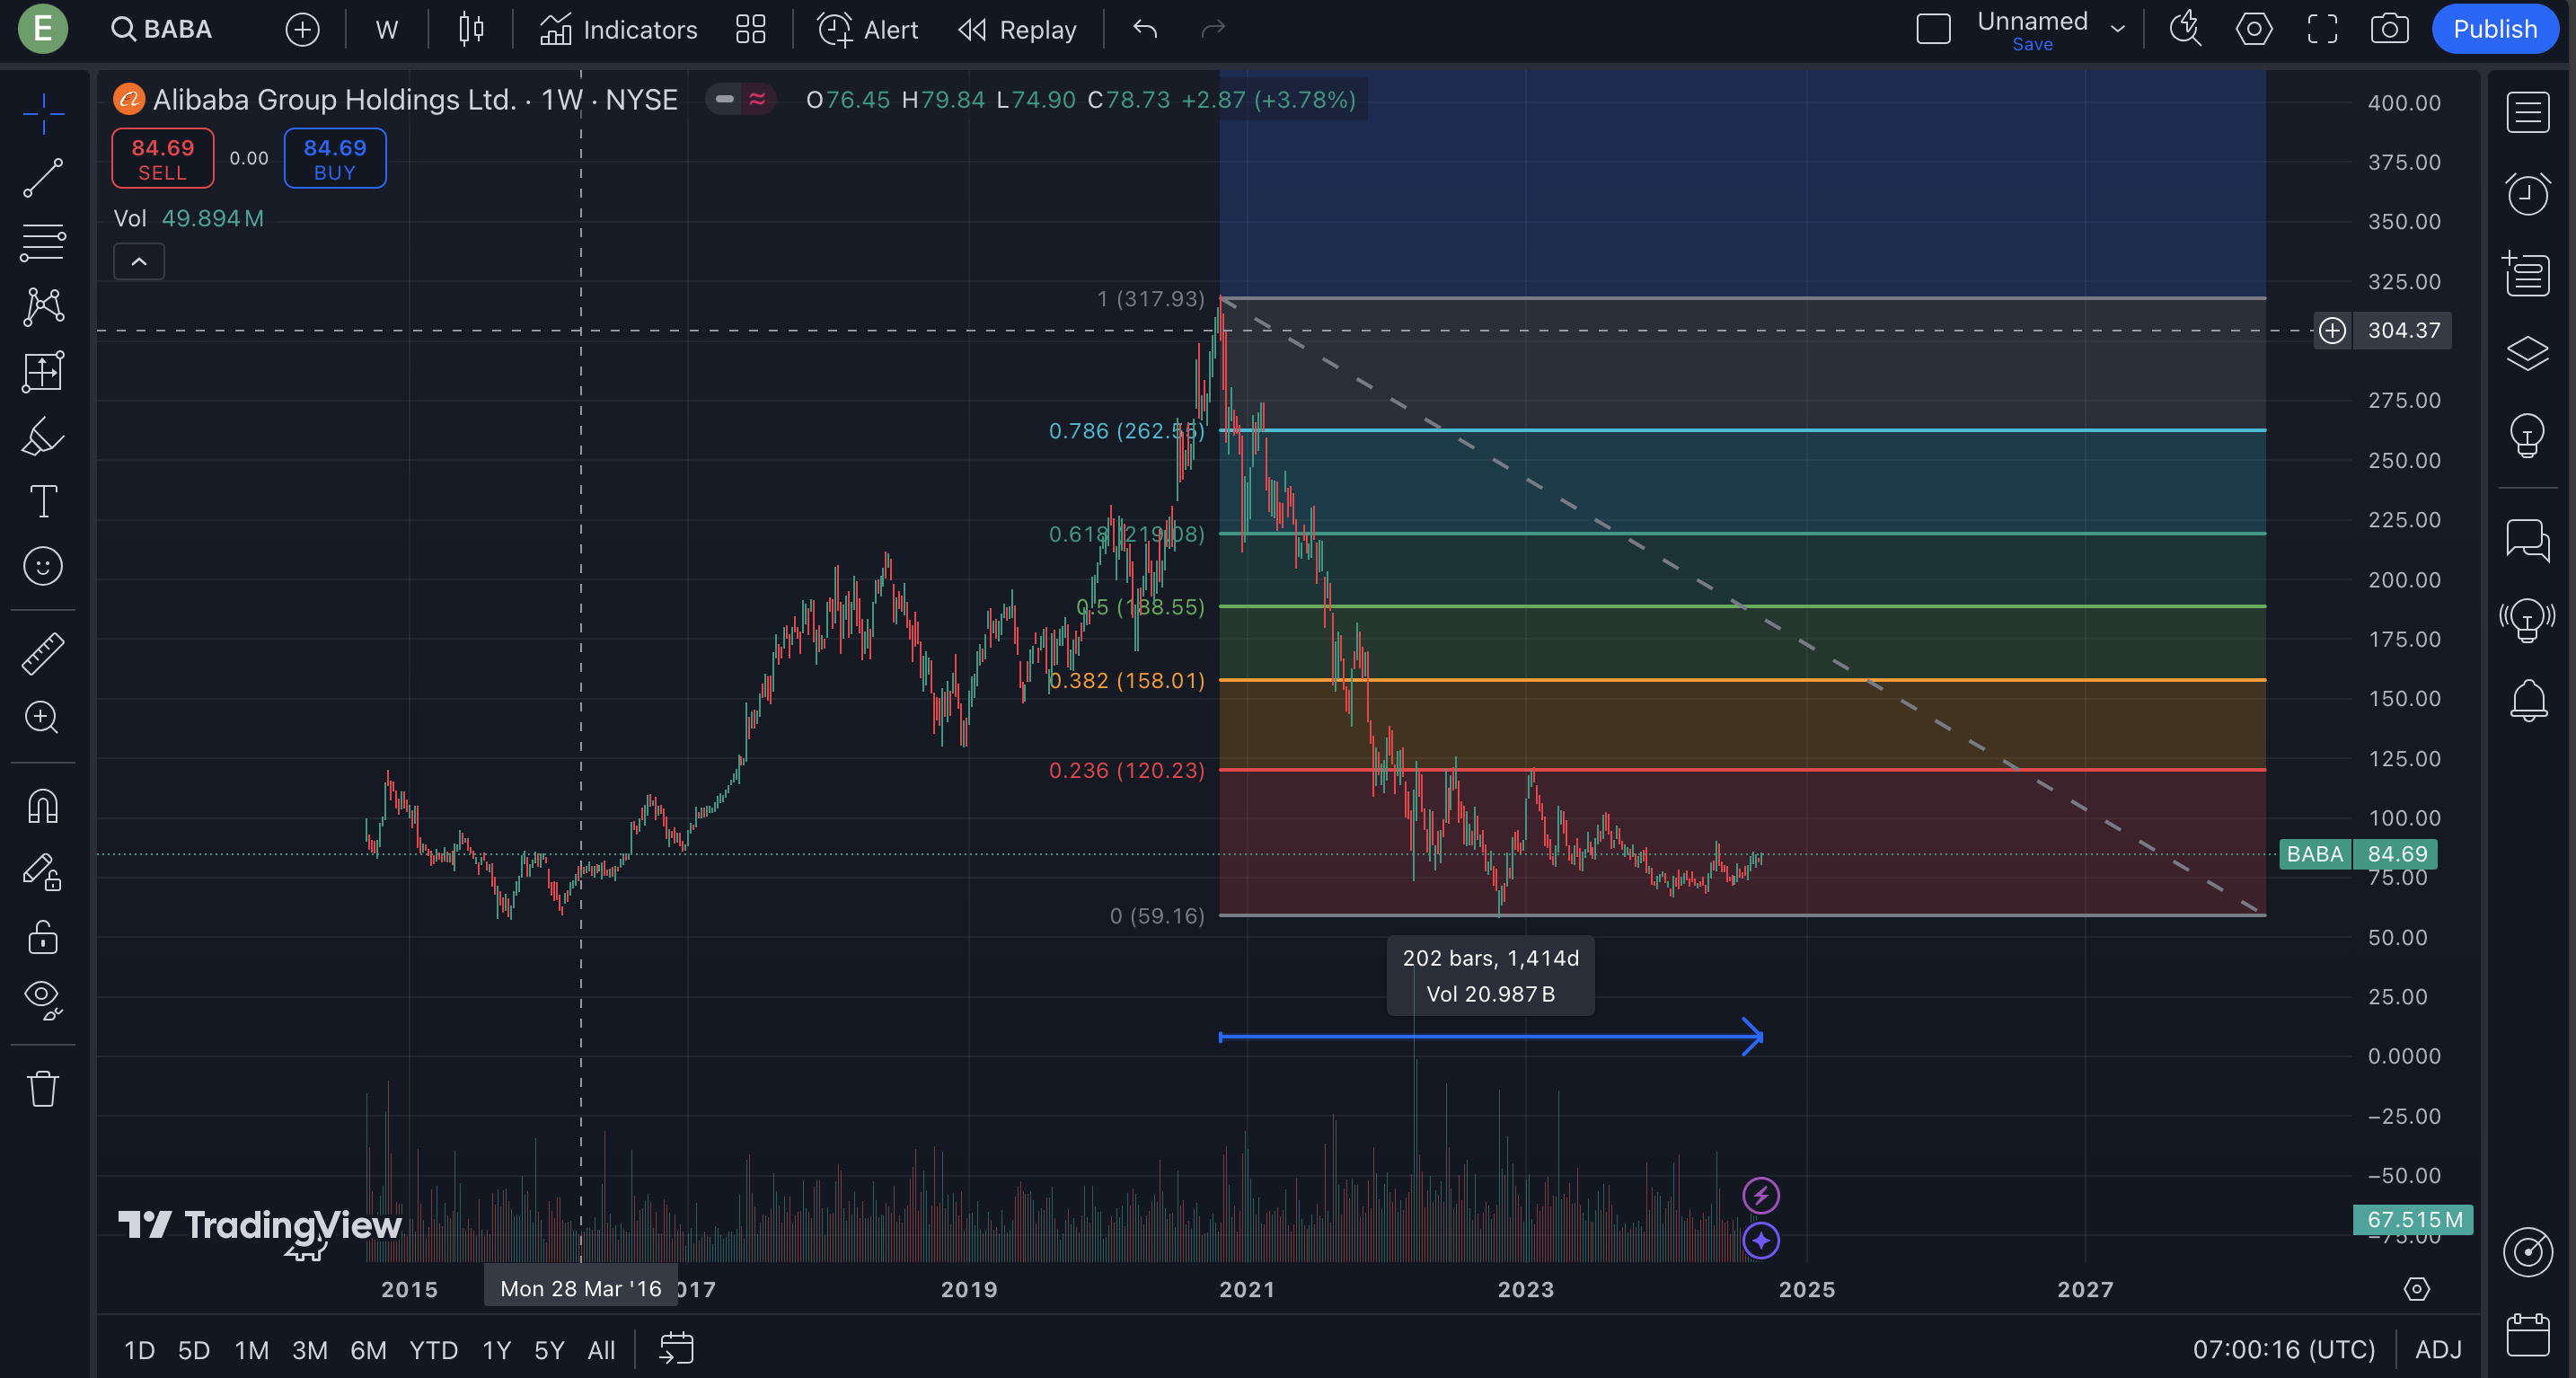 E
BABA
W
Indicators
Alert
Replay
Unnamed
Save
Publish
Alibaba Group Holdings Ltd. · 1W · NYSE
O76.45 H79.84 L74.90 C78.73 +2.87 (+3.78%)
84.69
SELL
0.00
84.69
BUY
Vol 49.894M
400.00
375.00
350.00
325.00
304.37
275.00
250.00
225.00
200.00
175.00
150.00
125.00
100.00
BABA 84.69
75.00
50.00
25.00
0.0000
−25.00
−50.00
67.515M
−75.00
1 (317.93)
0.786 (262.55)
0.618 (219.08)
0.5 (188.55)
0.382 (158.01)
0.236 (120.23)
0 (59.16)
202 bars, 1,414d
Vol 20.987B
TradingView
2015
Mon 28 Mar '16
017
2019
2021
2023
2025
2027
1D 5D 1M 3M 6M YTD 1Y 5Y All
07:00:16 (UTC)
ADJ